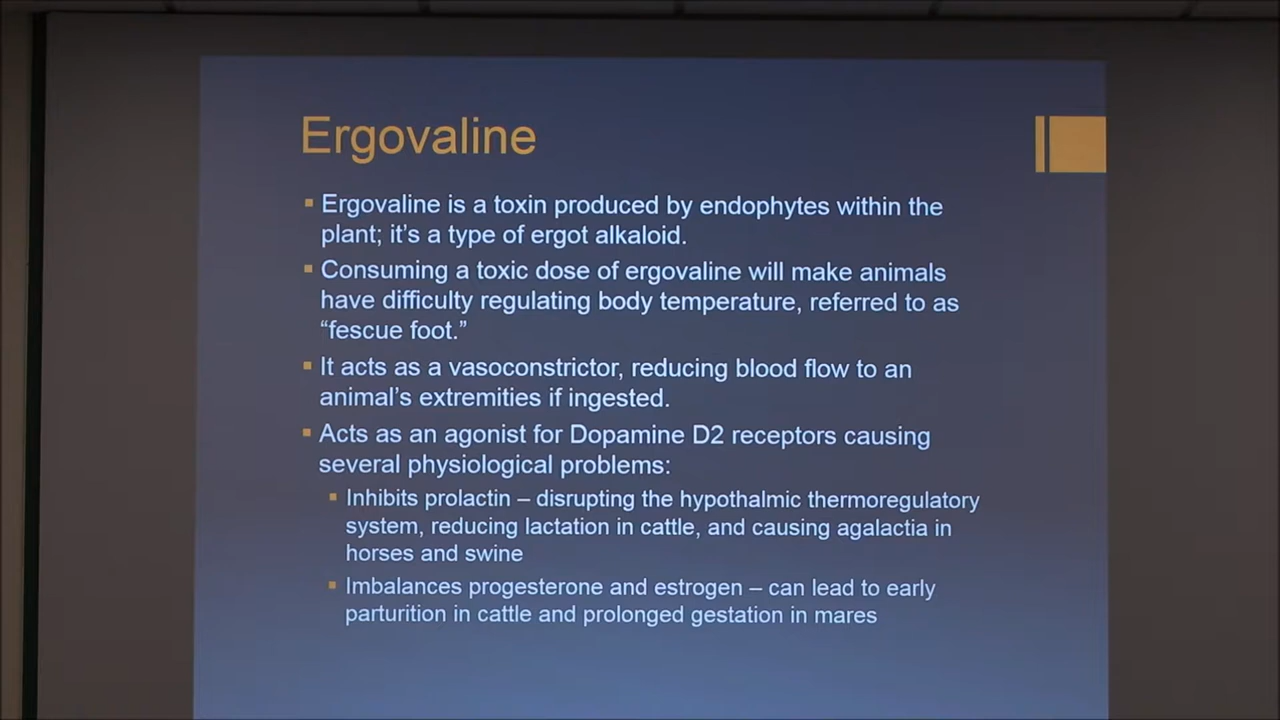 Ergovaline
Ergovaline is a toxin produced by endophytes within the
plant; it's a type of ergot alkaloid.
Consuming a toxic dose of ergovaline will make animals
have difficulty regulating body temperature, referred to as
“fescue foot.”
It acts as a vasoconstrictor, reducing blood flow to an
animal's extremities if ingested.
Acts as an agonist for Dopamine D2 receptors causing
several physiological problems:
Inhibits prolactin – disrupting the hypothalmic thermoregulatory
system, reducing lactation in cattle, and causing agalactia in
horses and swine
Imbalances progesterone and estrogen – can lead to early
parturition in cattle and prolonged gestation in mares